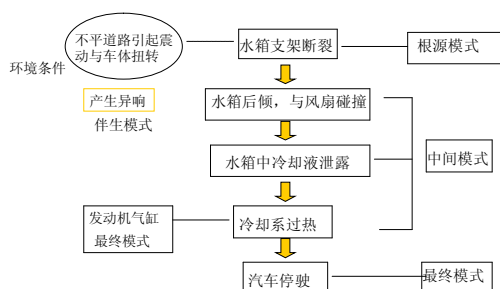 不平道路引起震
动与车体扭转
水箱支架断裂
根源模式
环境条件
产生异响
伴生模式
水箱后倾，与风扇碰撞
水箱中冷却液泄露
中间模式
发动机气缸
最终模式
冷却系过热
汽车停驶
最终模式